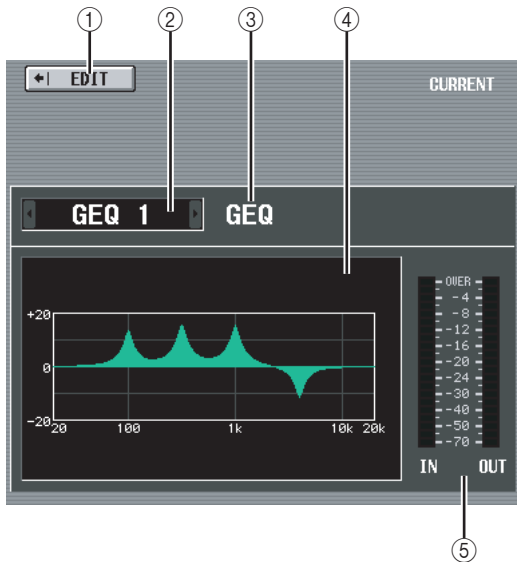 ① ② ③ ④
EDIT
CURRENT
GEQ 1 GEQ
+20
0
-20
20 100 1k 10k 20k
OVER
-4
-8
-12
-16
-20
-24
-30
-40
-50
-70
IN OUT
⑤